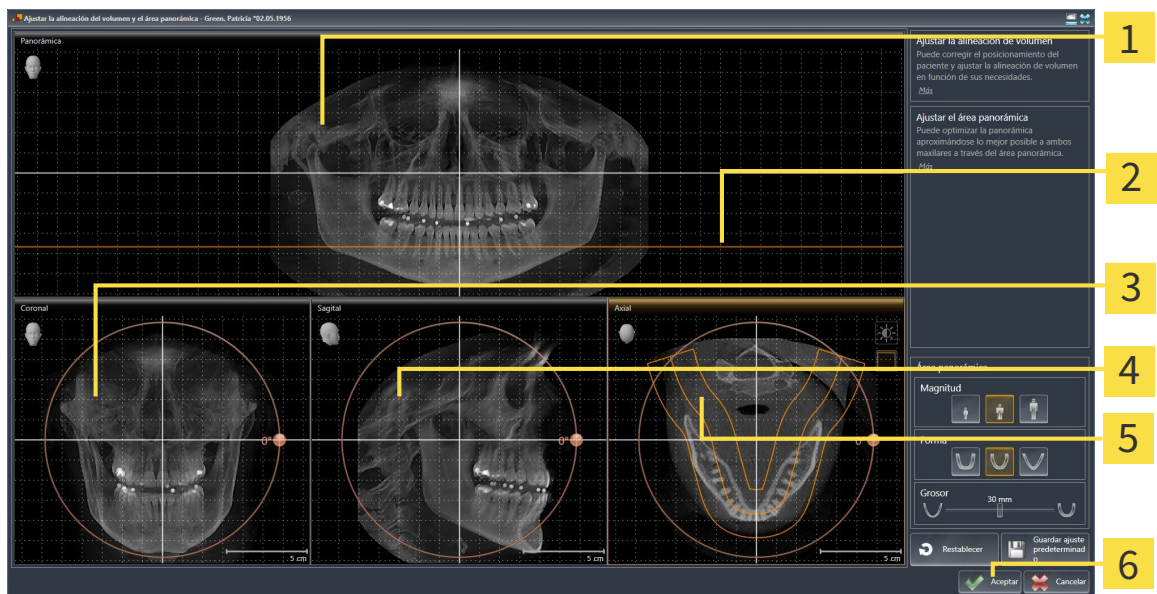 Ajustar la alineación del volumen y el área panorámica - Green, Patricia *02.05.1956
Panorámica
Ajustar la alineación de volumen
Puede corregir el posicionamiento del
paciente y ajustar la alineación de volumen
en función de sus necesidades.
Más
1
Ajustar el área panorámica
Puede optimizar la panorámica
aproximándose lo mejor posible a ambos
maxilares a través del área panorámica.
Más
2
Coronal
0°
5 cm
3
Sagital
0°
5 cm
4
Axial
0
5 cm
5
Área panorámica
Magnitud
Forma
Grosor
30 mm
Restablecer
Guardar ajuste
predeterminad
o
Aceptar
Cancelar
6